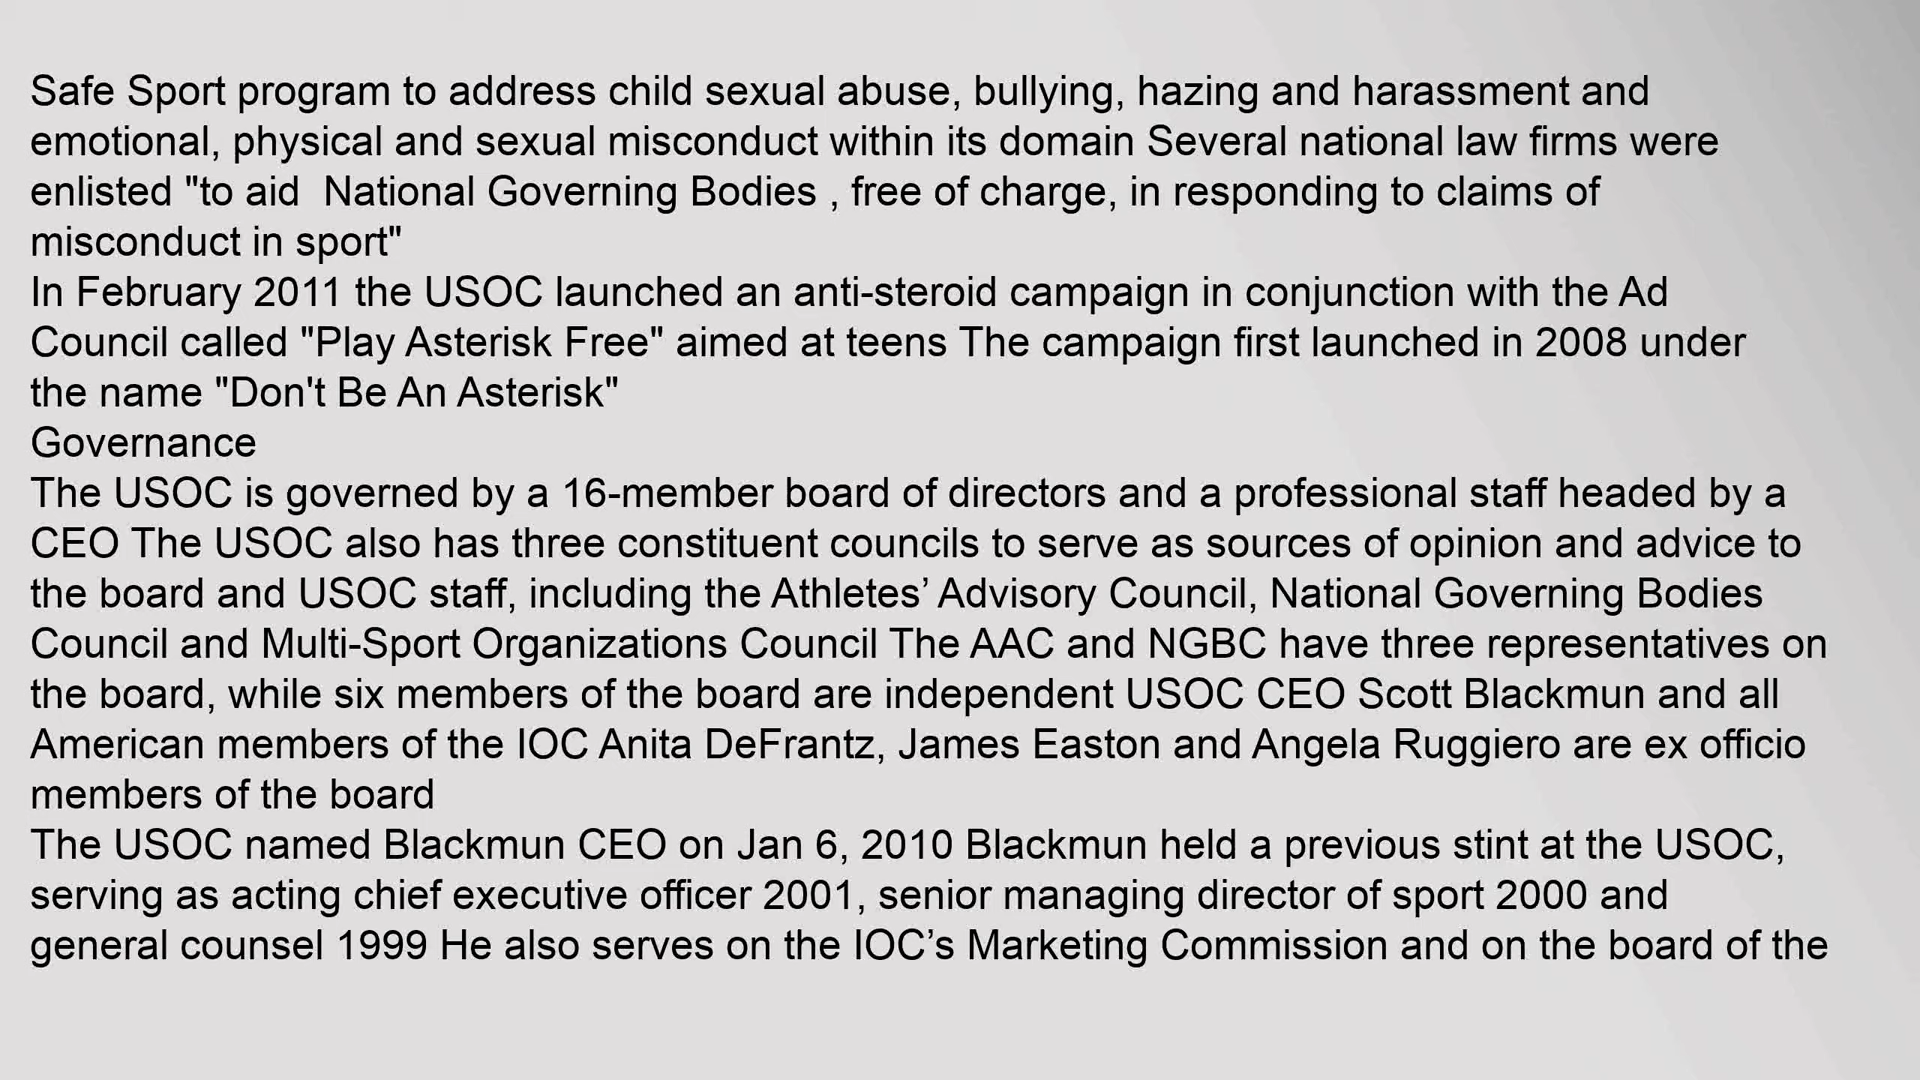 Safe Sport program to address child sexual abuse, bullying, hazing and harassment and
emotional, physical and sexual misconduct within its domain Several national law firms were
enlisted "to aid  National Governing Bodies , free of charge, in responding to claims of
misconduct in sport"
In February 2011 the USOC launched an anti-steroid campaign in conjunction with the Ad
Council called "Play Asterisk Free" aimed at teens The campaign first launched in 2008 under
the name "Don't Be An Asterisk"
Governance
The USOC is governed by a 16-member board of directors and a professional staff headed by a
CEO The USOC also has three constituent councils to serve as sources of opinion and advice to
the board and USOC staff, including the Athletes’ Advisory Council, National Governing Bodies
Council and Multi-Sport Organizations Council The AAC and NGBC have three representatives on
the board, while six members of the board are independent USOC CEO Scott Blackmun and all
American members of the IOC Anita DeFrantz, James Easton and Angela Ruggiero are ex officio
members of the board
The USOC named Blackmun CEO on Jan 6, 2010 Blackmun held a previous stint at the USOC,
serving as acting chief executive officer 2001, senior managing director of sport 2000 and
general counsel 1999 He also serves on the IOC’s Marketing Commission and on the board of the